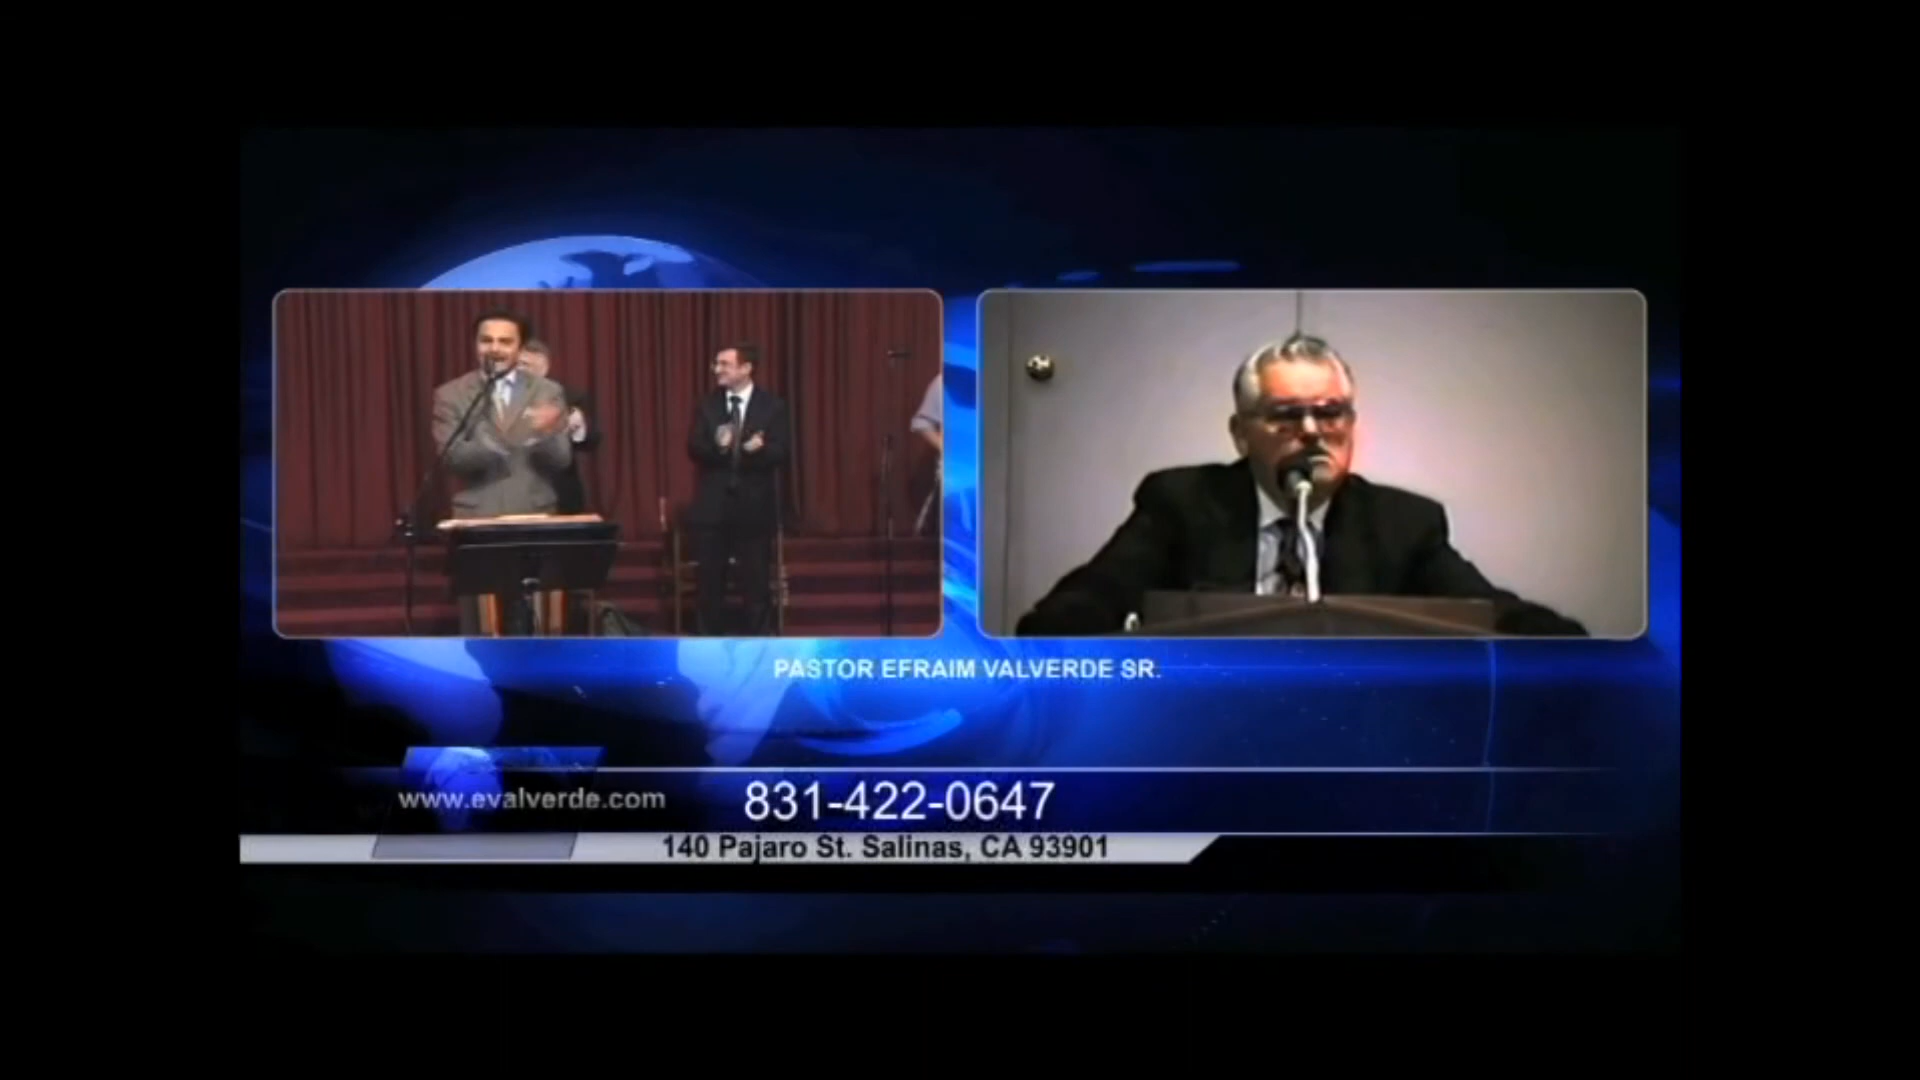 PASTOR EFRAIM VALVERDE SR.
www.evalverde.com
831-422-0647
140 Pajaro St. Salinas, CA 93901